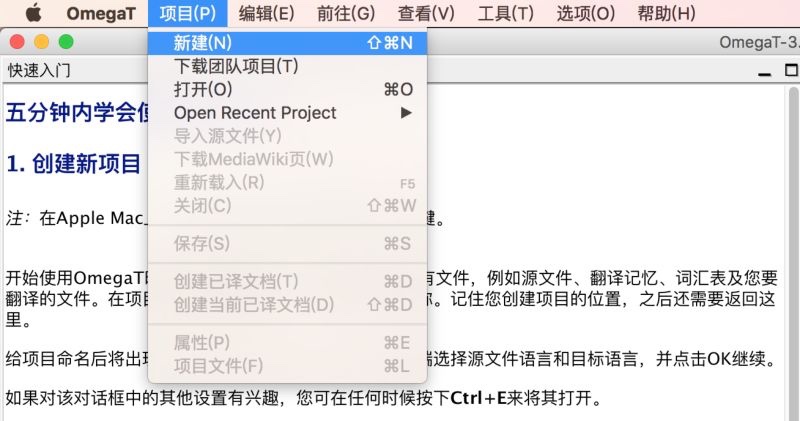 OmegaT 项目(P) 编辑(E) 前往(G) 查看(V) 工具(T) 选项(O) 帮助(H)
OmegaT-3.
快速入门
新建(N) ⇧⌘N
下载团队项目(T)
打开(O) ⌘O
Open Recent Project ▶
导入源文件(Y)
下载MediaWiki页(W)
重新载入(R) F5
关闭(C) ⇧⌘W
保存(S) ⌘S
创建已译文档(T) ⌘D
创建当前已译文档(D) ⇧⌘D
属性(P) ⌘E
项目文件(F) ⌘L
五分钟内学会使
1. 创建新项目
注：在Apple Mac 键。
开始使用OmegaT 有文件，例如源文件、翻译记忆、词汇表及您要
翻译的文件。在项目 你。记住您创建项目的位置，之后还需要返回这
里。
给项目命名后将出现 选择源文件语言和目标语言，并点击OK继续。
如果对该对话框中的其他设置有兴趣，您可在任何时候按下Ctrl+E来将其打开。